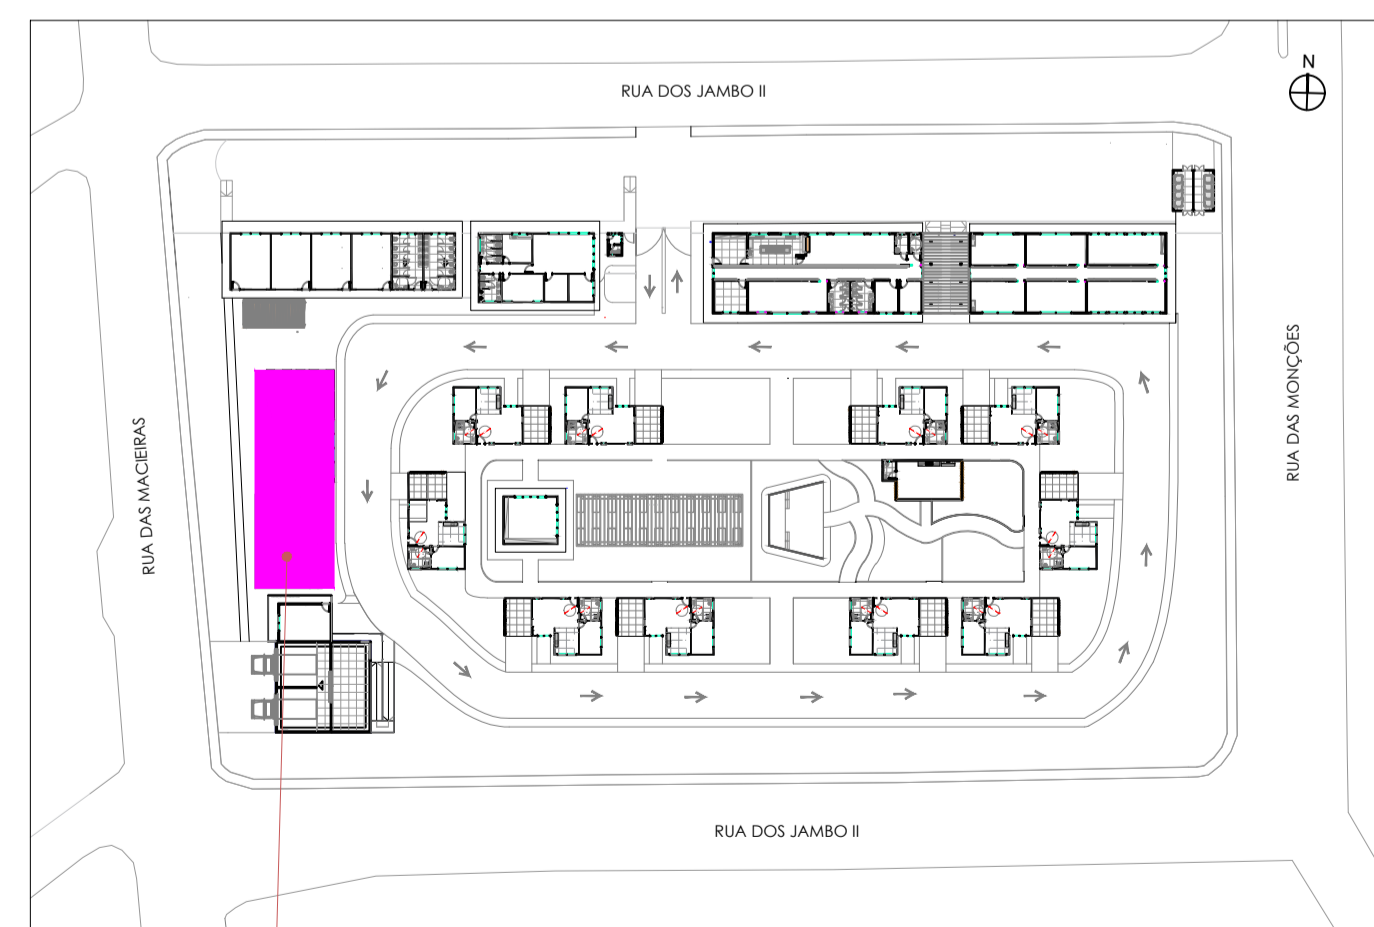 RUA DOS JAMBO II
N
RUA DAS MONÇÕES
RUA DAS MACIEIRAS
RUA DOS JAMBO II